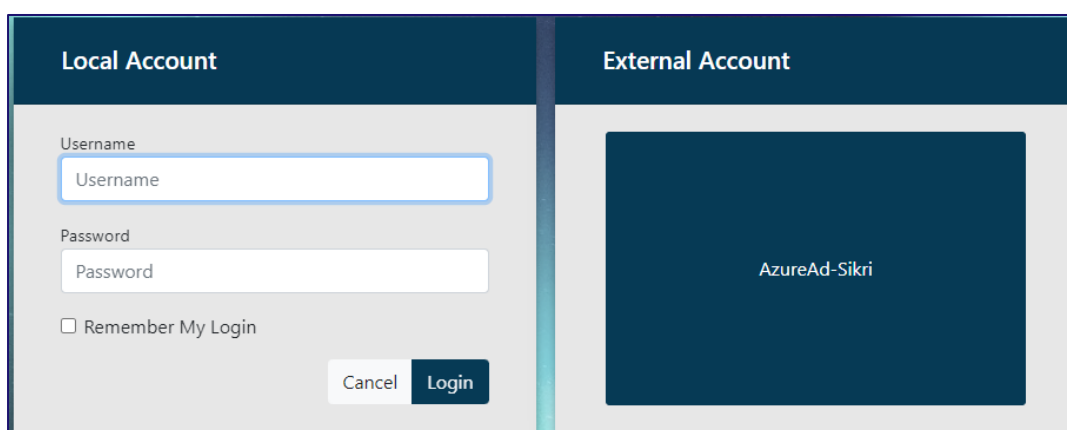 Local Account
Username
Username
Password
Password
Remember My Login
Cancel Login
External Account
AzureAd-Sikri